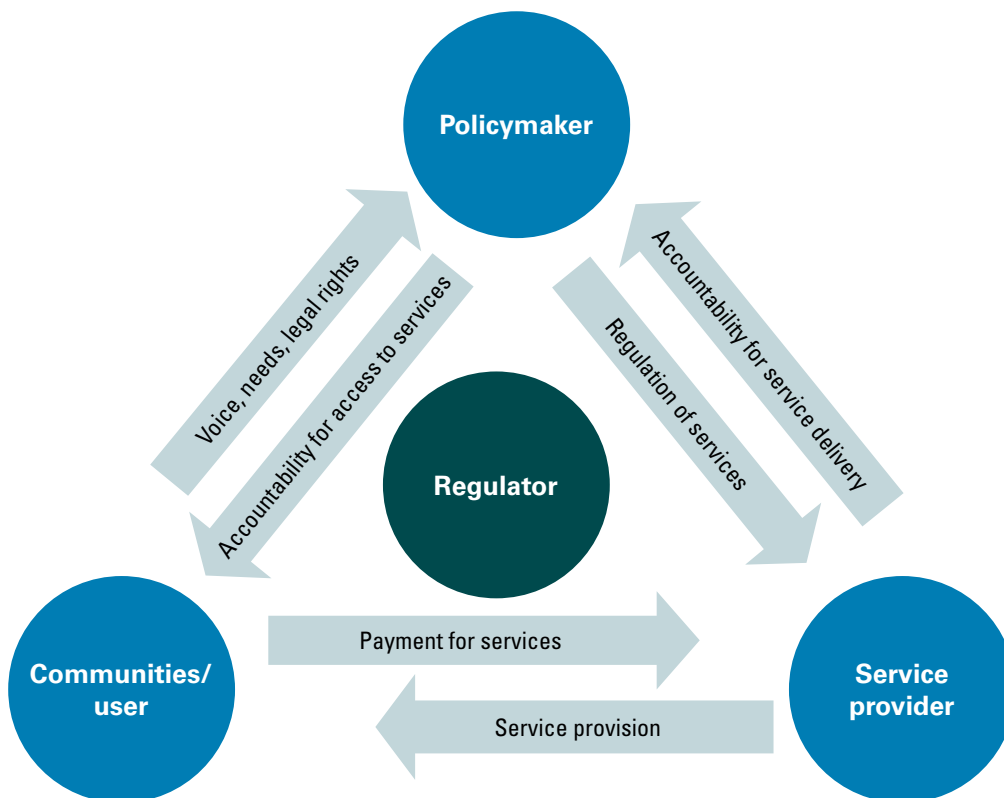 Policymaker
Voice, needs, legal rights
Accountability for access to services
Regulation of services
Accountability for service delivery
Regulator
Communities/
user
Payment for services
Service provision
Service
provider